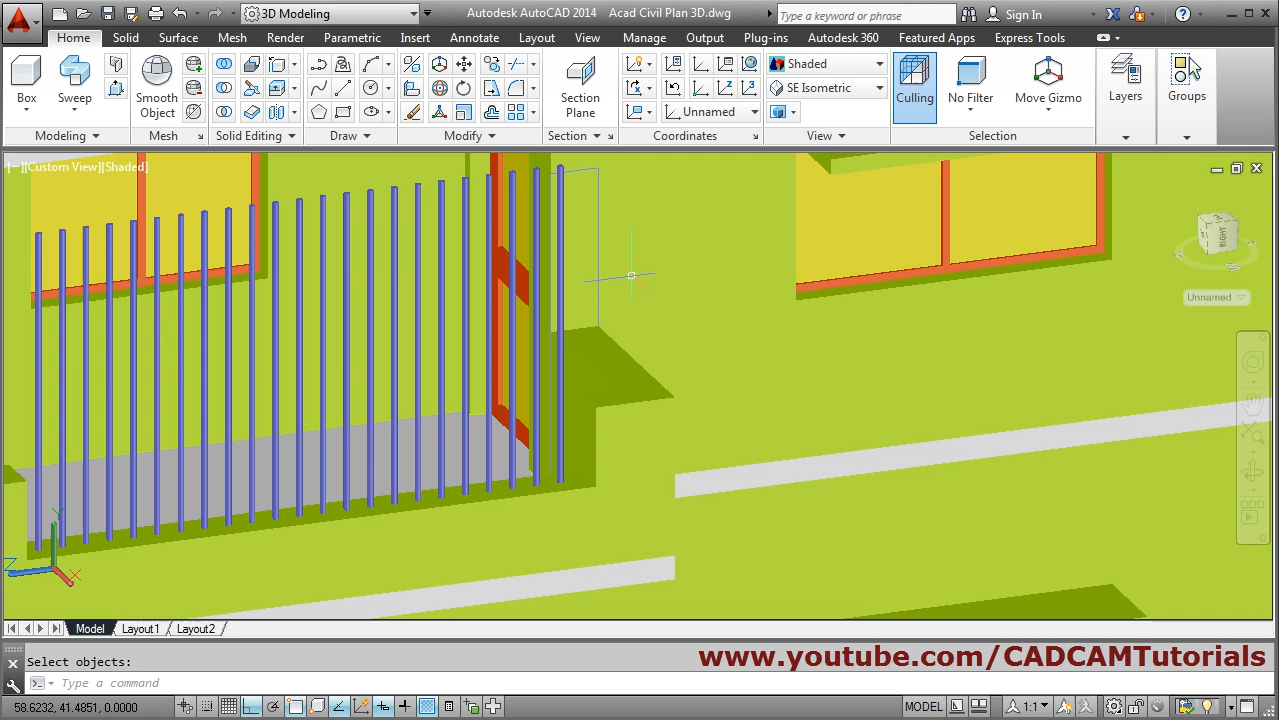 3D Modeling
Autodesk AutoCAD 2014 Acad Civil Plan 3D.dwg
Type a keyword or phrase
Sign In
Home Solid Surface Mesh Render Parametric Insert Annotate Layout View Manage Output Plug-ins Autodesk 360 Featured Apps Express Tools
Box
Sweep
Smooth
Object
Section
Plane
Unnamed
Shaded
SE Isometric
Culling
No Filter
Move Gizmo
Layers
Groups
Modeling
Mesh
Solid Editing
Draw
Modify
Section
Coordinates
View
Selection
[−][Custom View][Shaded]
RIGHT
Unnamed
Y
X
Z
Model Layout1 Layout2
Select objects:
Type a command
www.youtube.com/CADCAMTutorials
58.6232, 41.4851, 0.0000
MODEL
1:1